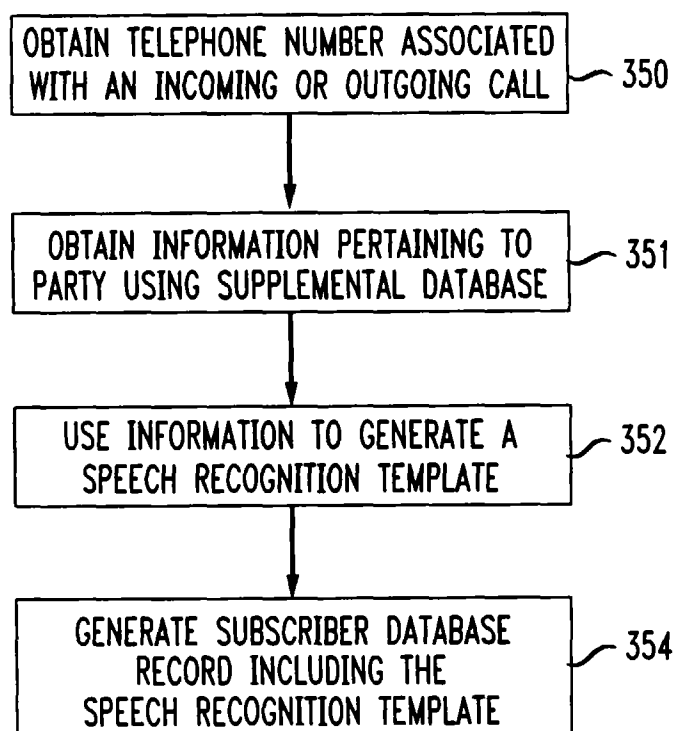 OBTAIN TELEPHONE NUMBER ASSOCIATED
WITH AN INCOMING OR OUTGOING CALL
350
OBTAIN INFORMATION PERTAINING TO
PARTY USING SUPPLEMENTAL DATABASE
351
USE INFORMATION TO GENERATE A
SPEECH RECOGNITION TEMPLATE
352
GENERATE SUBSCRIBER DATABASE
RECORD INCLUDING THE
SPEECH RECOGNITION TEMPLATE
354